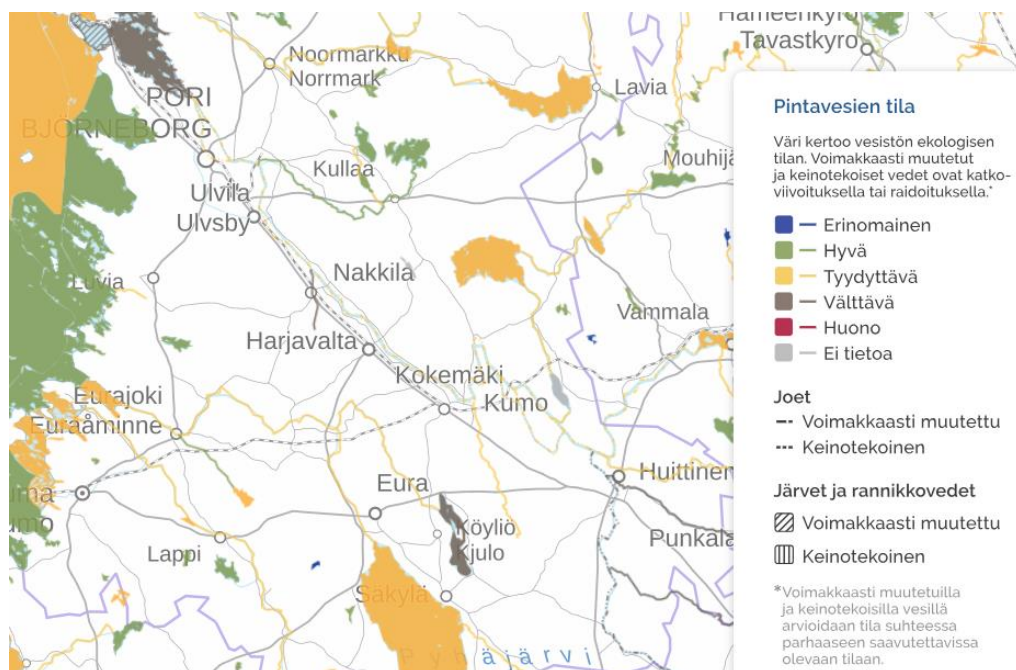 Hämeenkyrö
Tavastkyro
Noormarkku
Norrmark
Lavia
PORI
BJÖRNEBORG
Kullaa
Mouhijä
Ulvila
Ulvsby
Nakkila
Luvia
Vammala
Harjavalta
Kokemäki
Kumo
Eurajoki
Euraåminne
Huittinen
uma
umo
Eura
Köyliö
Kjulo
Punkala
Lappi
Säkylä
Pyhäjärvi
Pintavesien tila
Väri kertoo vesistön ekologisen
tilan. Voimakkaasti muutetut
ja keinotekoiset vedet ovat katko-
viivoituksella tai raidoituksella.*
Erinomainen
Hyvä
Tyydyttävä
Välttävä
Huono
Ei tietoa
Joet
Voimakkaasti muutettu
Keinotekoinen
Järvet ja rannikkovedet
Voimakkaasti muutettu
Keinotekoinen
*Voimakkaasti muutetuilla
ja keinotekoisilla vesillä
arvioidaan tila suhteessa
parhaaseen saavutettavissa
olevaan tilaan.